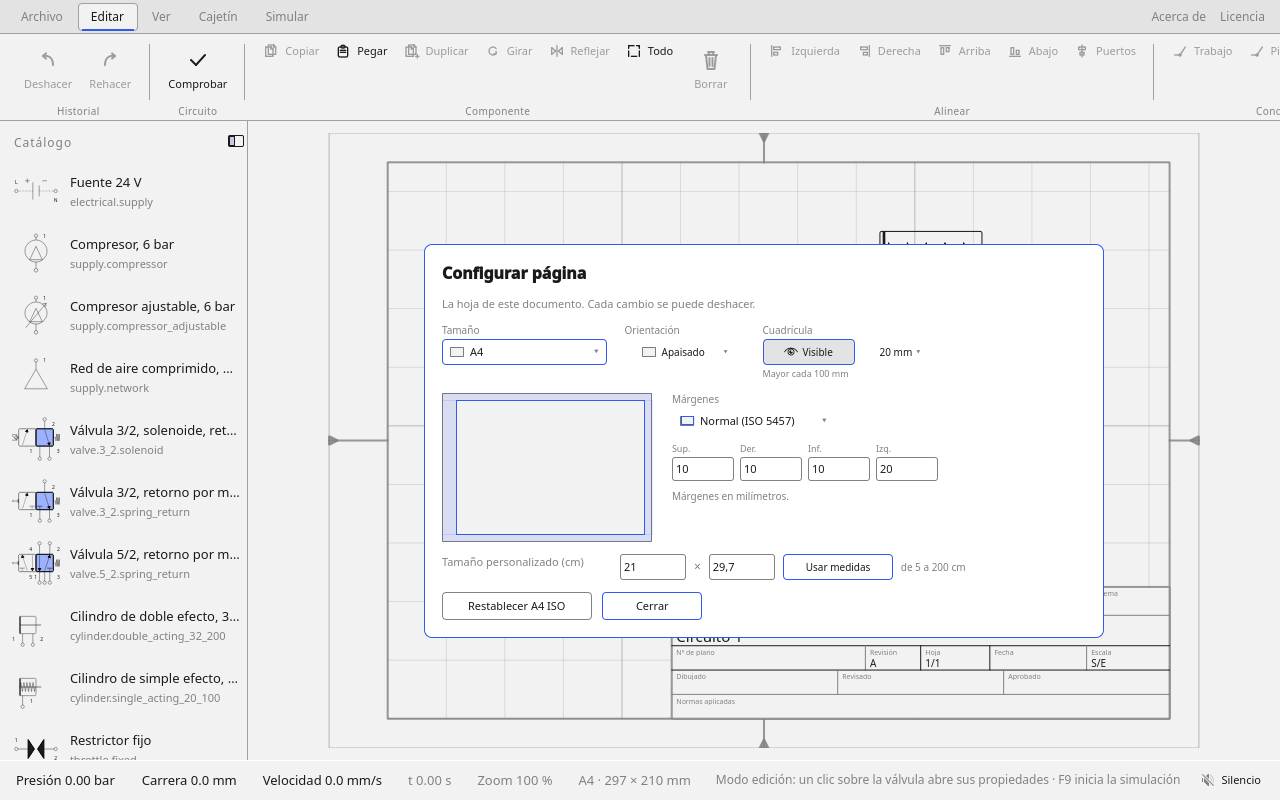 Archivo Editar Ver Cajetín Simular Acerca de Licencia
Copiar Pegar Duplicar Girar Reflejar Todo Izquierda Derecha Arriba Abajo Puertos Trabajo
Deshacer Rehacer Comprobar Borrar
Historial Circuito Componente Alinear
Catálogo
Fuente 24 V
electrical.supply
Compresor, 6 bar
supply.compressor
Compresor ajustable, 6 bar
supply.compressor_adjustable
Red de aire comprimido, ...
supply.network
Válvula 3/2, solenoide, ret...
valve.3_2.solenoid
Válvula 3/2, retorno por m...
valve.3_2.spring_return
Válvula 5/2, retorno por m...
valve.5_2.spring_return
Cilindro de doble efecto, 3...
cylinder.double_acting_32_200
Cilindro de simple efecto, ...
cylinder.single_acting_20_100
Restrictor fijo
throttle.fixed
Configurar página
La hoja de este documento. Cada cambio se puede deshacer.
Tamaño Orientación Cuadrícula
A4 Apaisado Visible 20 mm
Mayor cada 100 mm
Márgenes
Normal (ISO 5457)
Sup. Der. Inf. Izq.
10 10 10 20
Márgenes en milímetros.
Tamaño personalizado (cm) 21 × 29,7 Usar medidas de 5 a 200 cm
Restablecer A4 ISO Cerrar
Circuito 1
Nº de plano Revisión Hoja Fecha Escala
A 1/1 S/E
Dibujado Revisado Aprobado
Normas aplicadas
Presión 0.00 bar Carrera 0.0 mm Velocidad 0.0 mm/s t 0.00 s Zoom 100 % A4 · 297 × 210 mm Modo edición: un clic sobre la válvula abre sus propiedades · F9 inicia la simulación Silencio